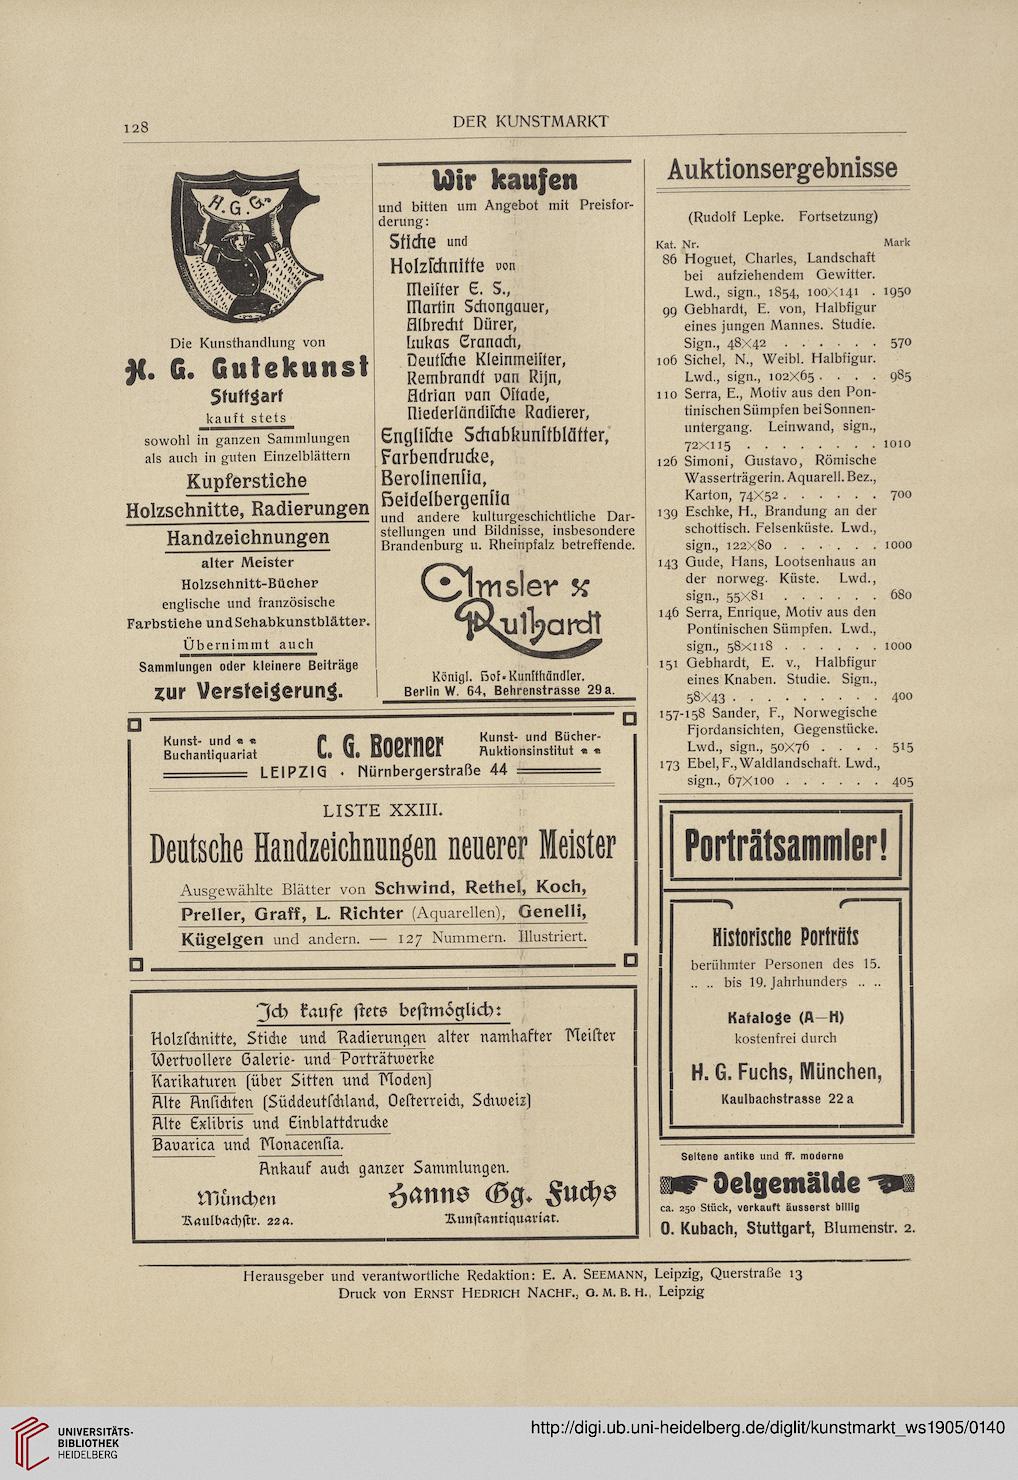 128
DER KUNSTMARKT
H.G.G.
Die Kunsthandlung von
H. G. Gutekunst
Stuttgart
kauft stets
sowohl in ganzen Sammlungen
als auch in guten Einzelblättern
Kupferstiche
Holzschnitte, Radierungen
Handzeichnungen
alter Meister
Holzschnitt-Bücher
englische und französische
Farbstiche und Schabkunstblätter.
Übernimmt auch
Sammlungen oder kleinere Beiträge
zur Versteigerung.
Wir kaufen
und bitten um Angebot mit Preisfor-
derung:
Stiche und
Holzſchnitte von
Meiſter E. S.,
Martin Schongauer,
Albrecht Dürer,
Lukas Cranach,
Deutſche Kleinmeiſter,
Rembrandt van Rijn,
Adrian van Oſtade,
Niederländiſche Radierer,
Engliſche Schabkunſtblätter,
Farbendrucke,
Berolinenſia,
Heidelbergenſia
und andere kulturgeschichtliche Dar-
stellungen und Bildnisse, insbesondere
Brandenburg u. Rheinpfalz betreffende.
Amsler &
Ruthardt
Königl. Hof-Kunſthändler.
Berlin W. 64, Behrenstrasse 29a.
Auktionsergebnisse
(Rudolf Lepke. Fortsetzung)
Kat. Nr. Mark
86 Hoguet, Charles, Landschaft
bei aufziehendem Gewitter.
Lwd., sign., 1854, 100×141 . 1950
99 Gebhardt, E. von, Halbfigur
eines jungen Mannes. Studie.
Sign., 48×42 . . . . . . 570
106 Sichel, N., Weibl. Halbfigur.
Lwd., sign., 102×65 . . . . 985
110 Serra, E., Motiv aus den Pon-
tinischen Sümpfen bei Sonnen-
untergang. Leinwand, sign.,
72×115 . . . . . . . . 1010
126 Simoni, Gustavo, Römische
Wasserträgerin. Aquarell. Bez.,
Karton, 74×52 . . . . . . 700
139 Eschke, H., Brandung an der
schottisch. Felsenküste. Lwd.,
sign., 122×80 . . . . . . 1000
143 Gude, Hans, Lootsenhaus an
der norweg. Küste. Lwd.,
sign., 55×81 . . . . . . 680
146 Serra, Enrique, Motiv aus den
Pontinischen Sümpfen. Lwd.,
sign., 58×118 . . . . . . 1000
151 Gebhardt, E. v., Halbfigur
eines Knaben. Studie. Sign.,
58×43 . . . . . . . . . 400
157-158 Sander, F., Norwegische
Fjordansichten, Gegenstücke.
Lwd., sign., 50×76 . . . . 515
173 Ebel, F., Waldlandschaft. Lwd.,
sign., 67×100 . . . . . . 405
Kunst- und
Buchantiquariat
C. G. Boerner
Kunst- und Bücher-
Auktionsinstitut
LEIPZIG . Nürnbergerstraße 44
LISTE XXIII.
Deutsche Handzeichnungen neuerer Meister
Ausgewählte Blätter von Schwind, Rethel, Koch,
Preller, Graff, L. Richter (Aquarellen), Genelli,
Kügelgen und andern. — 127 Nummern. Illustriert.
Ich kaufe ſtets beſtmöglich:
Holzſchnitte, Stiche und Radierungen alter namhafter Meiſter
Wertvollere Galerie- und Porträtwerke
Karikaturen (über Sitten und Moden)
Alte Anſichten (Süddeutſchland, Oeſterreich, Schweiz)
Alte Exlibris und Einblattdrucke
Bavarica und Monacenſia.
Ankauf auch ganzer Sammlungen.
München
Kaulbachſtr. 22a.
Hanns Gg. Fuchs
Kunſtantiquariat.
Porträtsammler!
Historische Porträts
berühmter Personen des 15.
.. .. bis 19. Jahrhunders .. ..
Kataloge (A—H)
kostenfrei durch
H. G. Fuchs, München,
Kaulbachstrasse 22a
Seltene antike und ff. moderne
Oelgemälde
ca. 250 Stück, verkauft äusserst billig
O. Kubach, Stuttgart, Blumenstr. 2.
Herausgeber und verantwortliche Redaktion: E. A. SEEMANN, Leipzig, Querstraße 13
Druck von ERNST HEDRICH NACHF., G. M. B. H., Leipzig
UNIVERSITÄTS-
BIBLIOTHEK
HEIDELBERG
http://digi.ub.uni-heidelberg.de/diglit/kunstmarkt_ws1905/0140